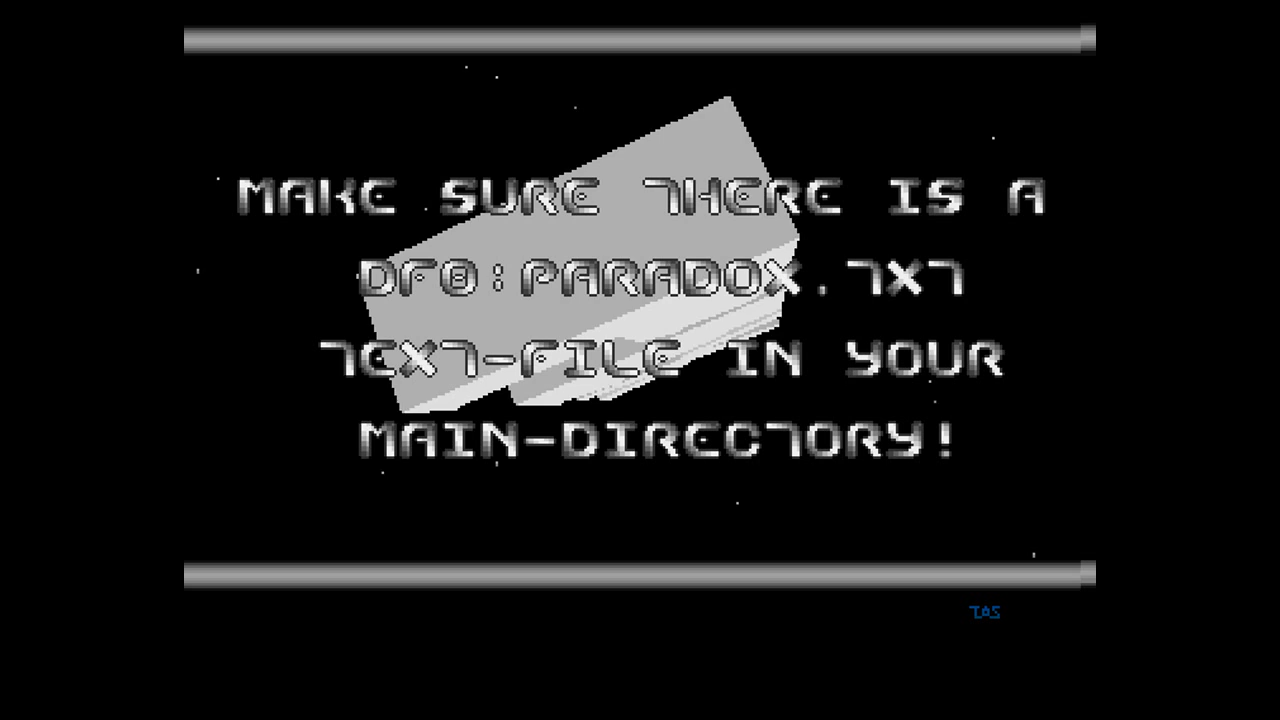 MAKE SURE THERE IS A
DF0:PARADOX.TXT
TEXT-FILE IN YOUR
MAIN-DIRECTORY!
TAS